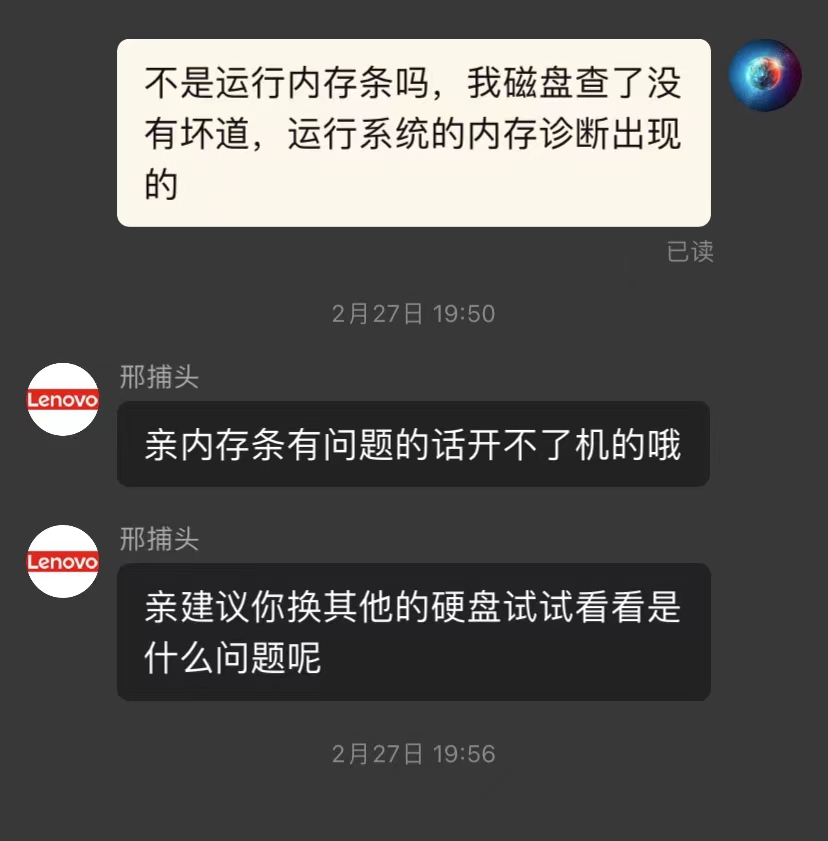 不是运行内存条吗，我磁盘查了没
有坏道，运行系统的内存诊断出现
的
已读
2月27日 19:50
邢捕头
Lenovo
亲内存条有问题的话开不了机的哦
邢捕头
Lenovo
亲建议你换其他的硬盘试试看看是
什么问题呢
2月27日 19:56